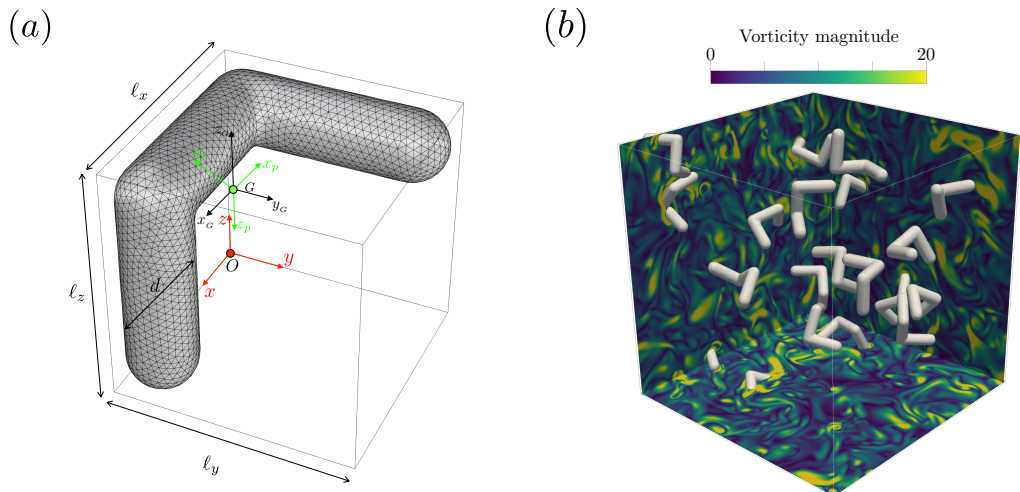 (a)
(b)
Vorticity magnitude
0
20
ℓx
ℓz
ℓy
d
G
xp
yG
xG
z
zp
O
y
x